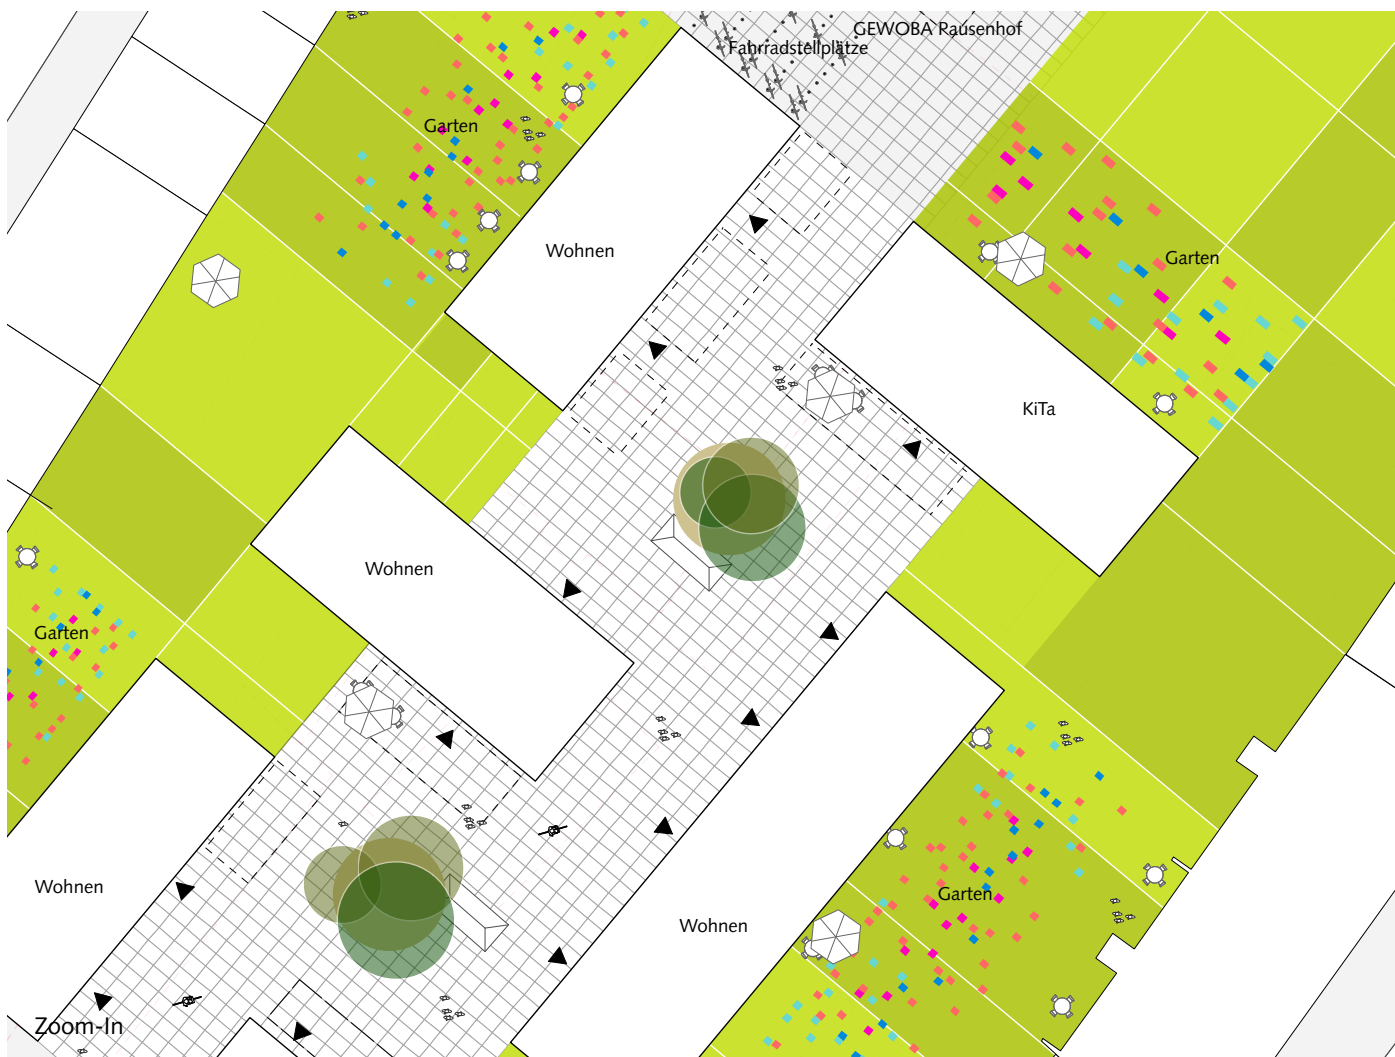 GEWOBA Rausenhof
Fahrradstellplätze
Garten
Wohnen
Garten
KiTa
Wohnen
Garten
Wohnen
Garten
Wohnen
Zoom-In